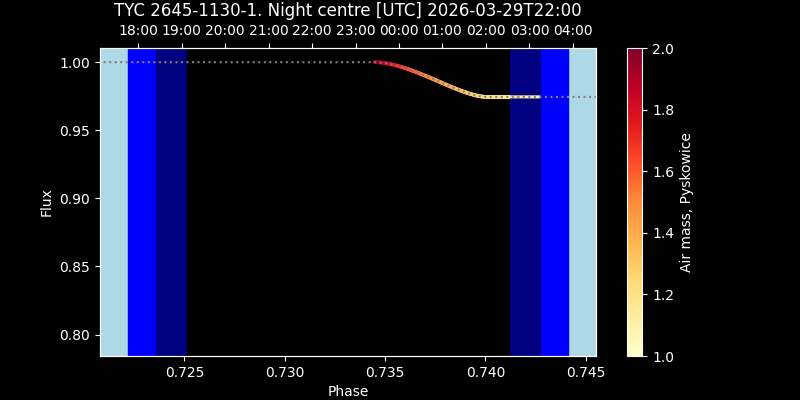 TYC 2645-1130-1. Night centre [UTC] 2026-03-29T22:00
18:00 19:00 20:00 21:00 22:00 23:00 00:00 01:00 02:00 03:00 04:00
1.00
0.95
0.90
0.85
0.80
Flux
0.725 0.730 0.735 0.740 0.745
Phase
2.0
1.8
1.6
1.4
1.2
1.0
Air mass, Pyskowice